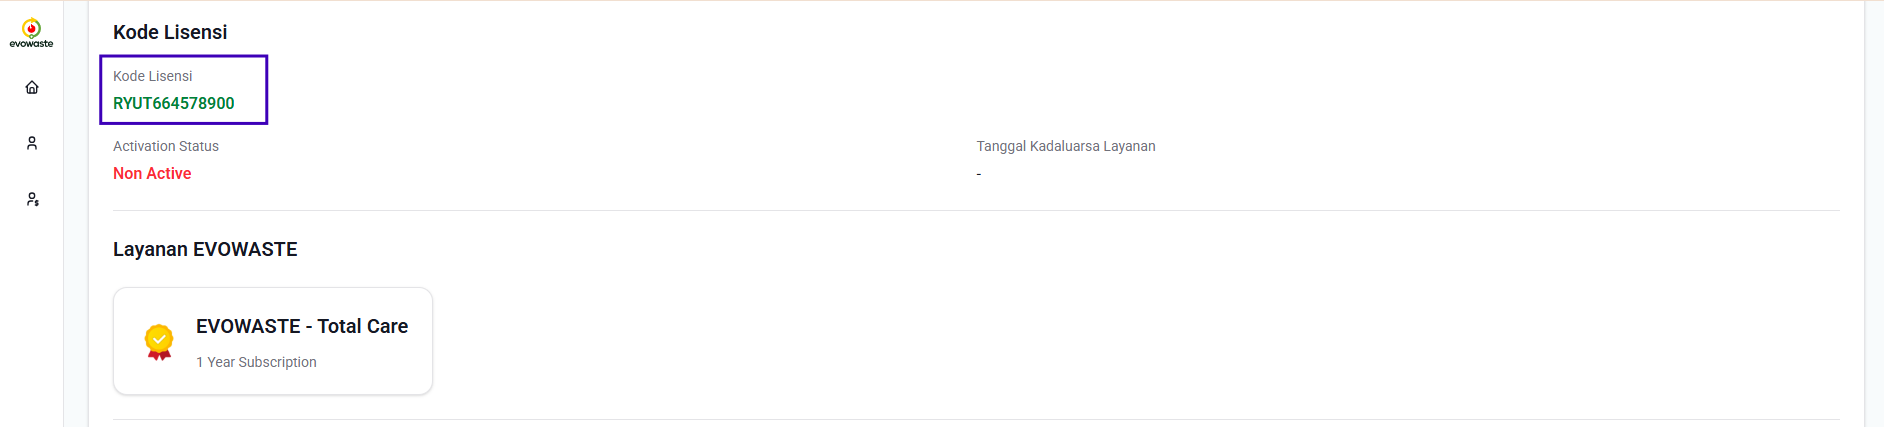 evowaste
Kode Lisensi
Kode Lisensi
RYUT664578900
Activation Status
Non Active
Tanggal Kadaluarsa Layanan
-
Layanan EVOWASTE
EVOWASTE - Total Care
1 Year Subscription